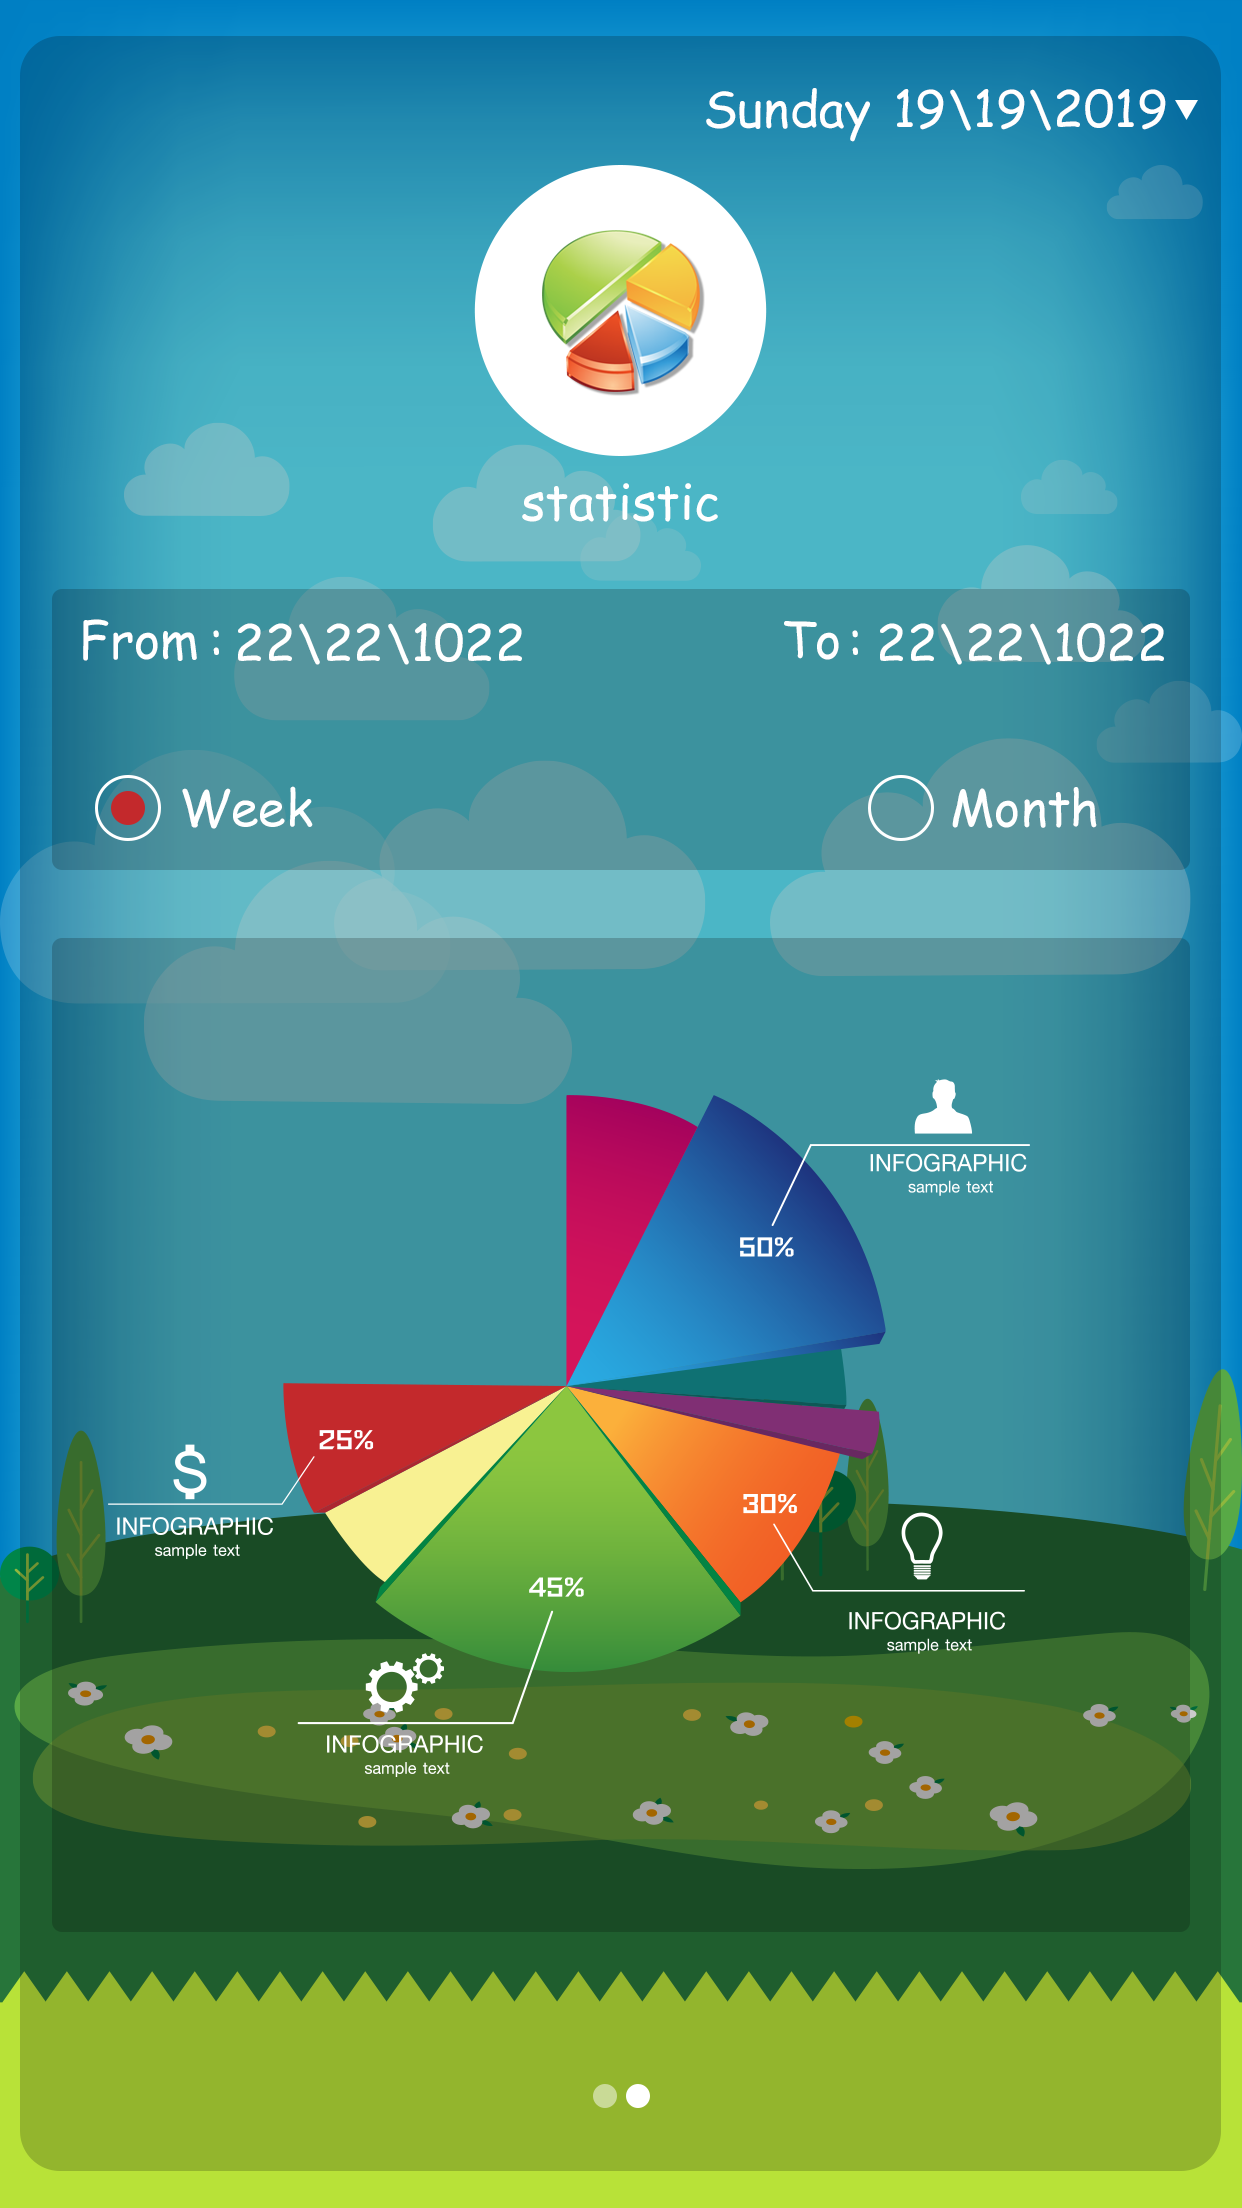 Sunday 19\19\2019
statistic
From : 22\22\1022
To : 22\22\1022
Week
Month
INFOGRAPHIC
sample text
50%
25%
INFOGRAPHIC
sample text
30%
INFOGRAPHIC
sample text
45%
INFOGRAPHIC
sample text